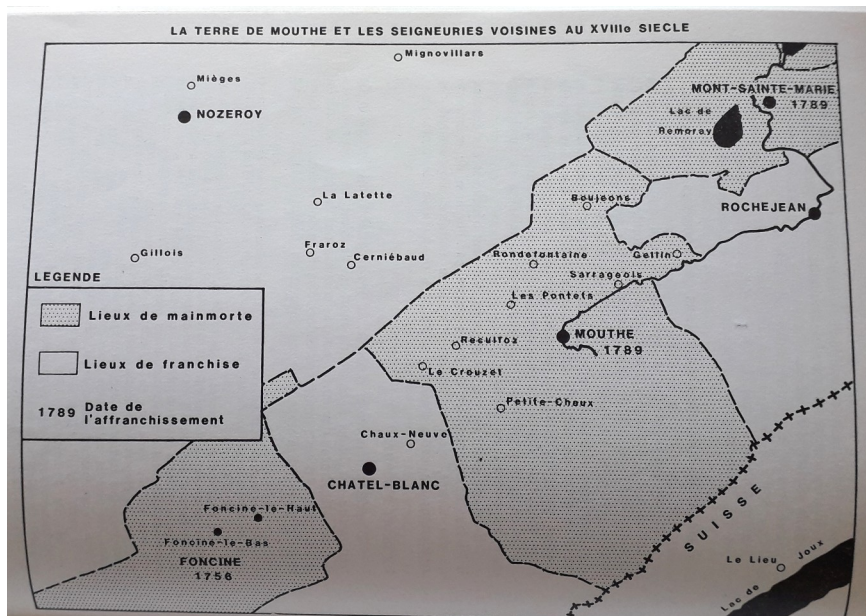 LA TERRE DE MOUTHE ET LES SEIGNEURIES VOISINES AU XVIIIe SIECLE
Mignovillars
Mièges
NOZEROY
MONT-SAINTE-MARIE
1789
Lac de
Remoray
La Latette
Boujeons
ROCHEJEAN
Fraroz
Gillois
Cerniébaud
Rondefontaine
Gellin
Sarrageois
Les Pontets
MOUTHE
1789
Reculfoz
Le Crouzet
Petite-Chaux
Chaux-Neuve
CHATEL-BLANC
LEGENDE
Lieux de mainmorte
Lieux de franchise
1789 Date de
l'affranchissement
Foncine-le-Haut
Foncine-le-Bas
FONCINE
1756
SUISSE
Le Lieu
Lac de Joux